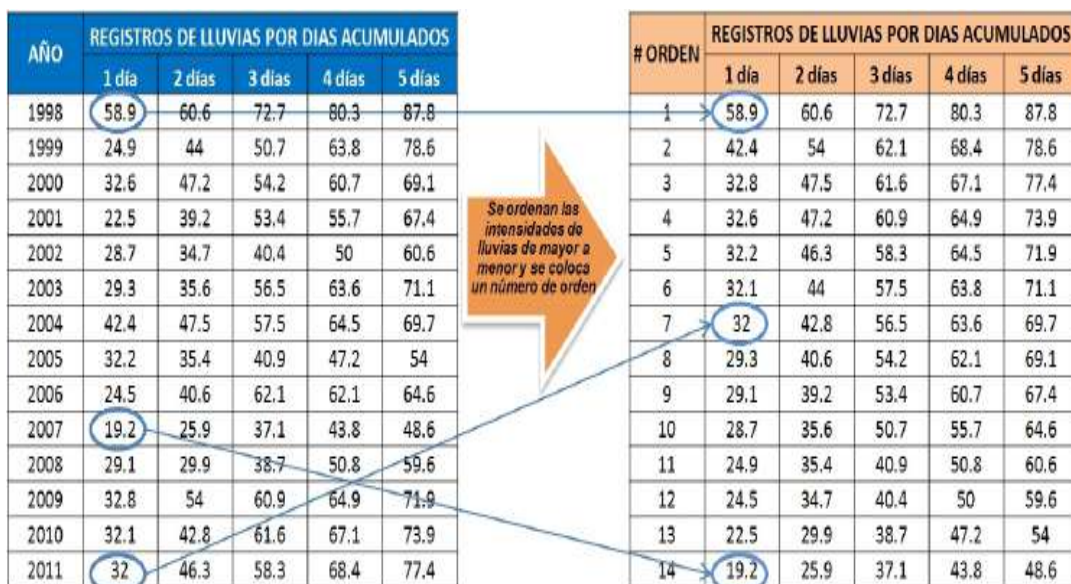 AÑO REGISTROS DE LLUVIAS POR DIAS ACUMULADOS
1 día 2 días 3 días 4 días 5 días
1998 58.9 60.6 72.7 80.3 87.8
1999 24.9 44 50.7 63.8 78.6
2000 32.6 47.2 54.2 60.7 69.1
2001 22.5 39.2 53.4 55.7 67.4
2002 28.7 34.7 40.4 50 60.6
2003 29.3 35.6 56.5 63.6 71.1
2004 42.4 47.5 57.5 64.5 69.7
2005 32.2 35.4 40.9 47.2 54
2006 24.5 40.6 62.1 62.1 64.6
2007 19.2 25.9 37.1 43.8 48.6
2008 29.1 29.9 38.7 50.8 59.6
2009 32.8 54 60.9 64.9 71.9
2010 32.1 42.8 61.6 67.1 73.9
2011 32 46.3 58.3 68.4 77.4
Se ordenan las
intensidades de
lluvias de mayor a
menor y se coloca
un número de orden
# ORDEN REGISTROS DE LLUVIAS POR DIAS ACUMULADOS
1 día 2 días 3 días 4 días 5 días
1 58.9 60.6 72.7 80.3 87.8
2 42.4 54 62.1 68.4 78.6
3 32.8 47.5 61.6 67.1 77.4
4 32.6 47.2 60.9 64.9 73.9
5 32.2 46.3 58.3 64.5 71.9
6 32.1 44 57.5 63.8 71.1
7 32 42.8 56.5 63.6 69.7
8 29.3 40.6 54.2 62.1 69.1
9 29.1 39.2 53.4 60.7 67.4
10 28.7 35.6 50.7 55.7 64.6
11 24.9 35.4 40.9 50.8 60.6
12 24.5 34.7 40.4 50 59.6
13 22.5 29.9 38.7 47.2 54
14 19.2 25.9 37.1 43.8 48.6